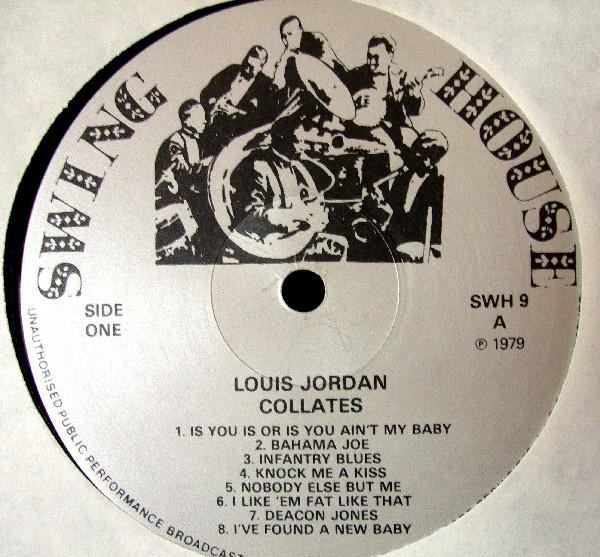 SWING HOUSE
SIDE
ONE
SWH 9
A
℗ 1979
LOUIS JORDAN
COLLATES
1. IS YOU IS OR IS YOU AIN'T MY BABY
2. BAHAMA JOE
3. INFANTRY BLUES
4. KNOCK ME A KISS
5. NOBODY ELSE BUT ME
6. I LIKE 'EM FAT LIKE THAT
7. DEACON JONES
8. I'VE FOUND A NEW BABY
UNAUTHORISED PUBLIC PERFORMANCE BROADCAST